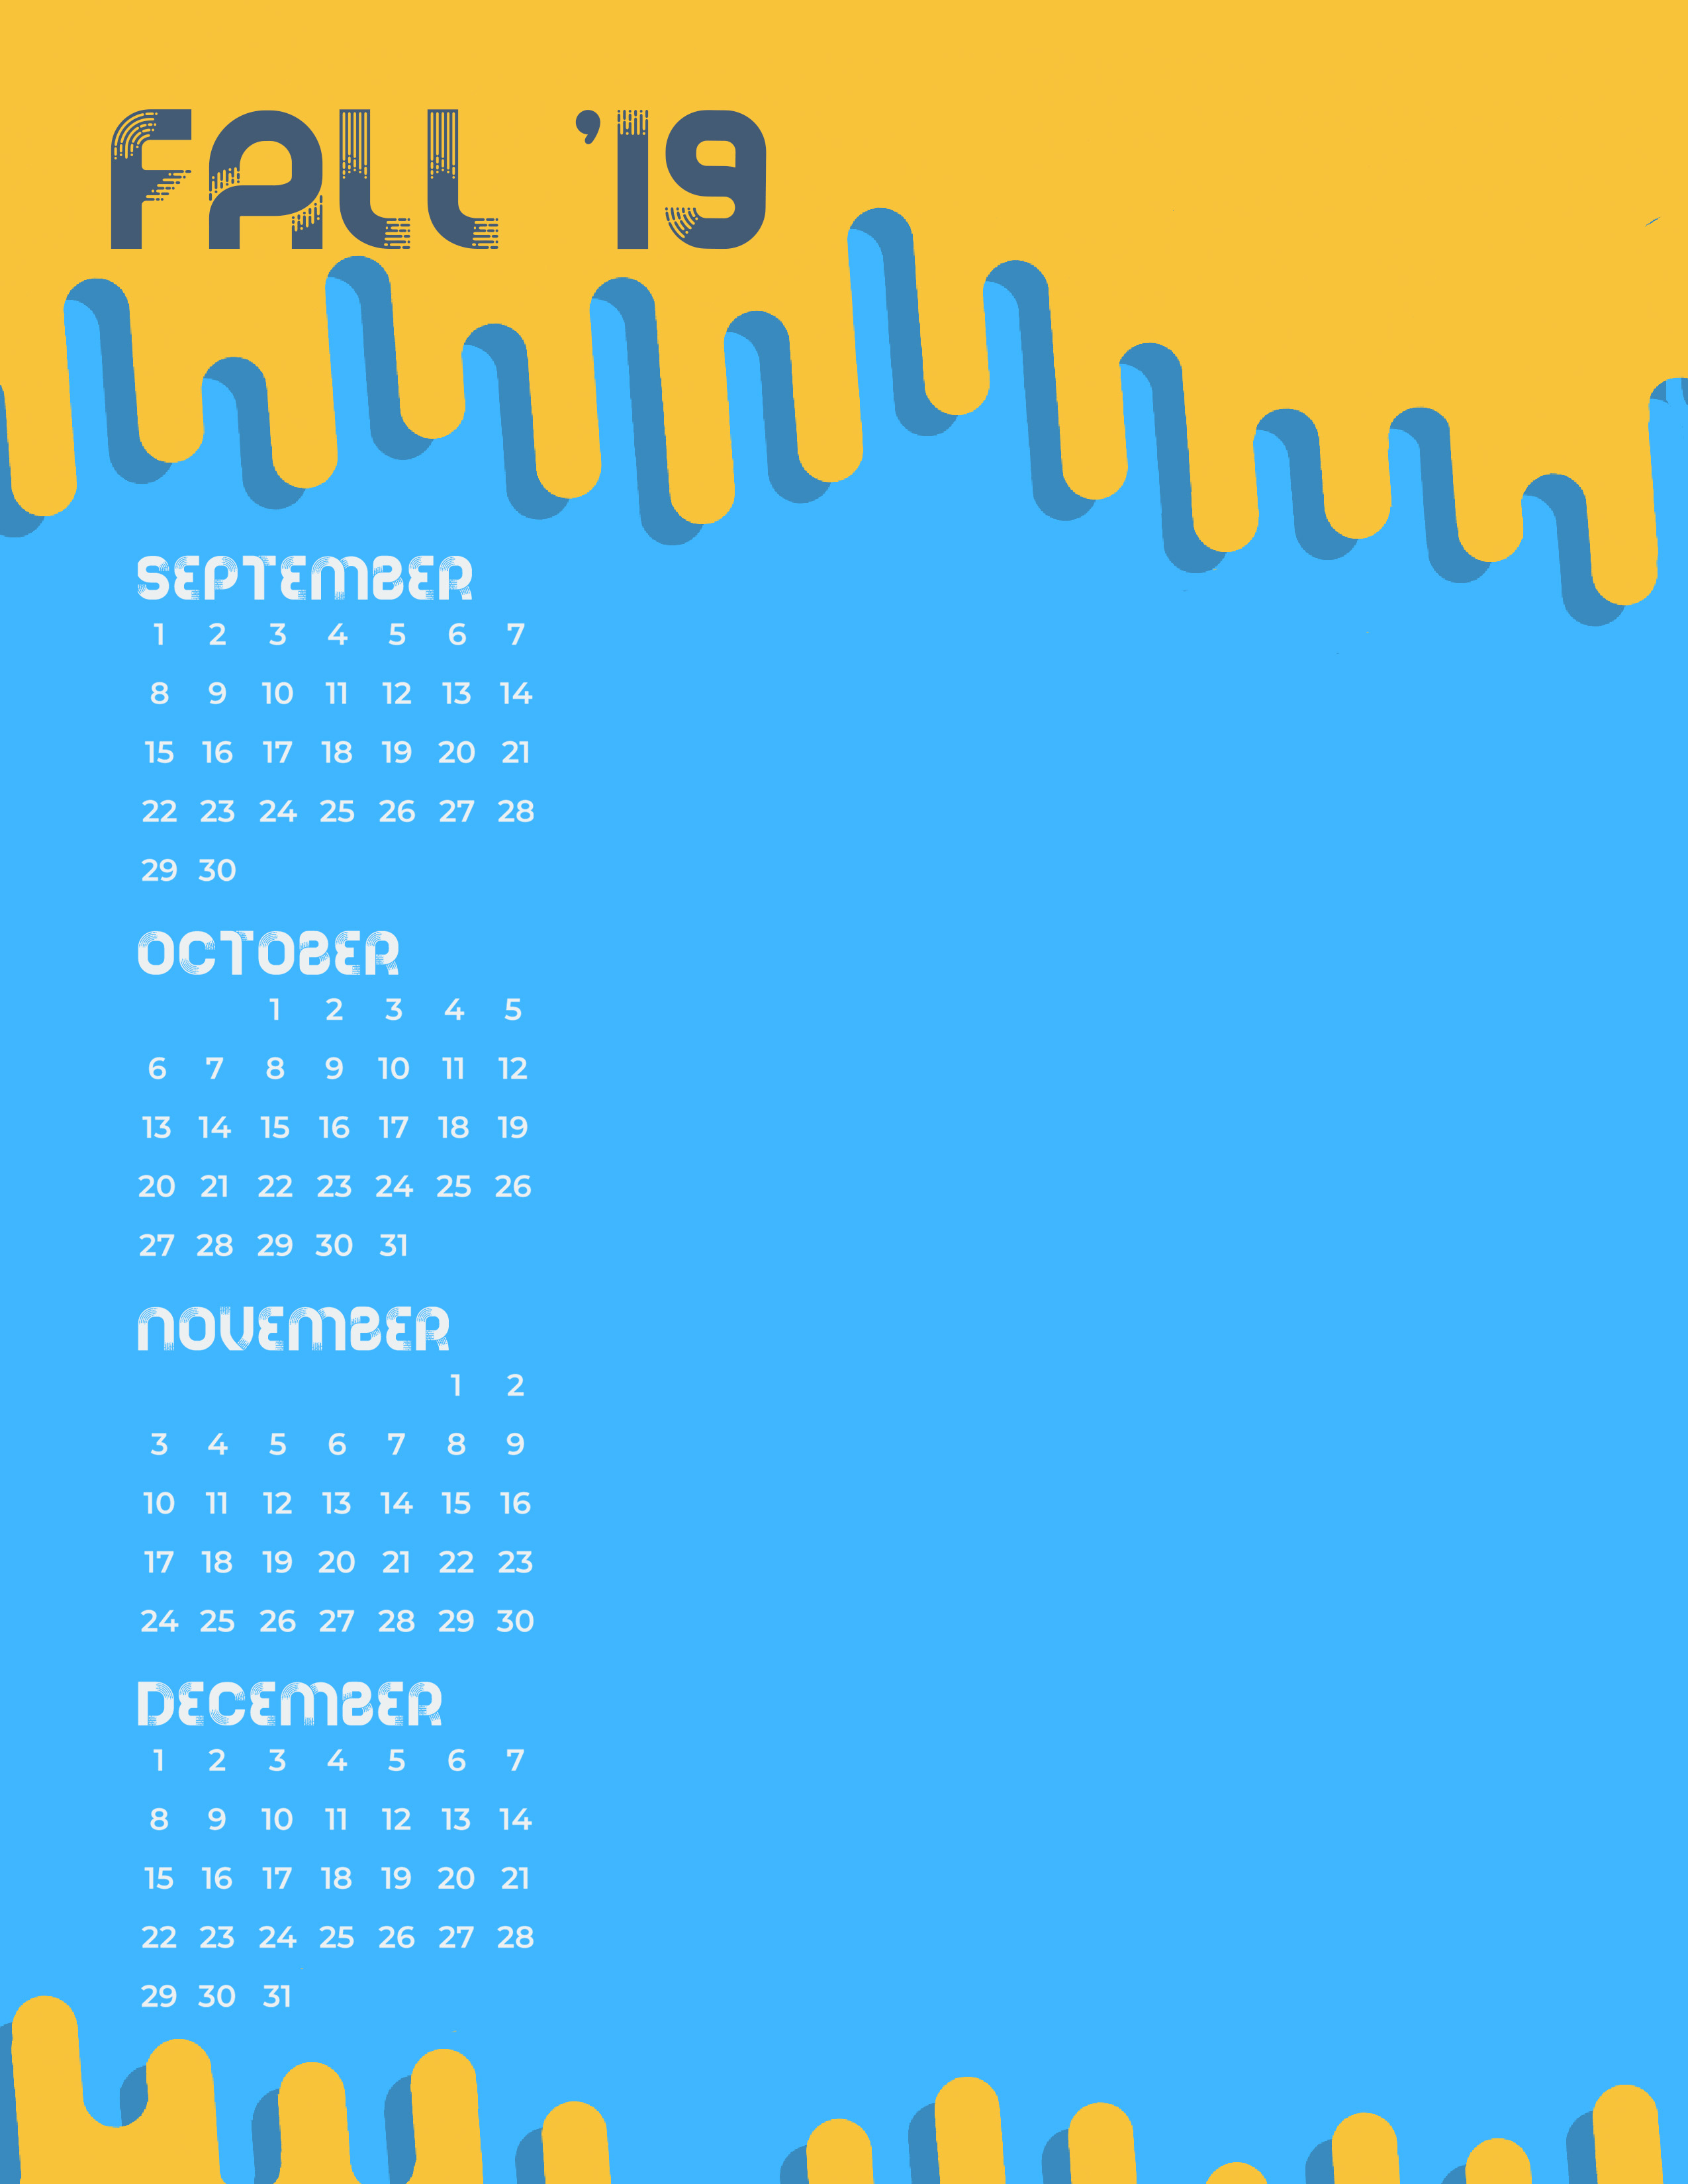 FALL '19
SEPTEMBER
1 2 3 4 5 6 7
8 9 10 11 12 13 14
15 16 17 18 19 20 21
22 23 24 25 26 27 28
29 30
OCTOBER
1 2 3 4 5
6 7 8 9 10 11 12
13 14 15 16 17 18 19
20 21 22 23 24 25 26
27 28 29 30 31
NOVEMBER
1 2
3 4 5 6 7 8 9
10 11 12 13 14 15 16
17 18 19 20 21 22 23
24 25 26 27 28 29 30
DECEMBER
1 2 3 4 5 6 7
8 9 10 11 12 13 14
15 16 17 18 19 20 21
22 23 24 25 26 27 28
29 30 31